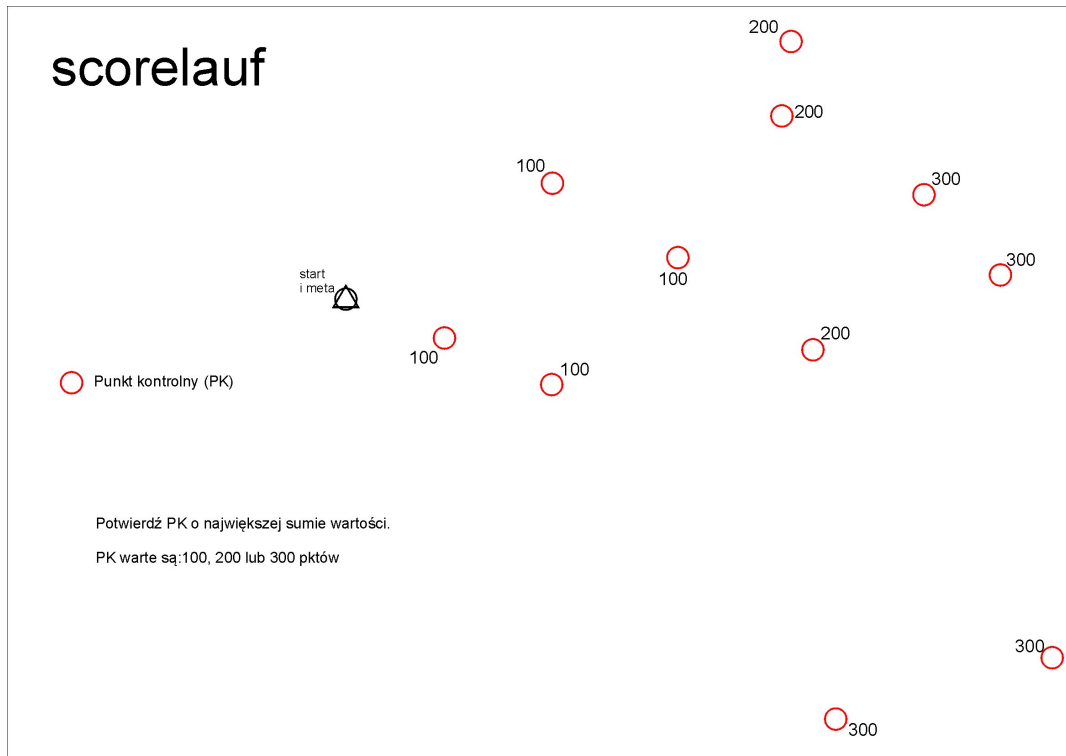 scorelauf
200
200
100
300
300
start
i meta
100
200
100
100
Punkt kontrolny (PK)
Potwierdź PK o największej sumie wartości.
PK warte są:100, 200 lub 300 pktów
300
300